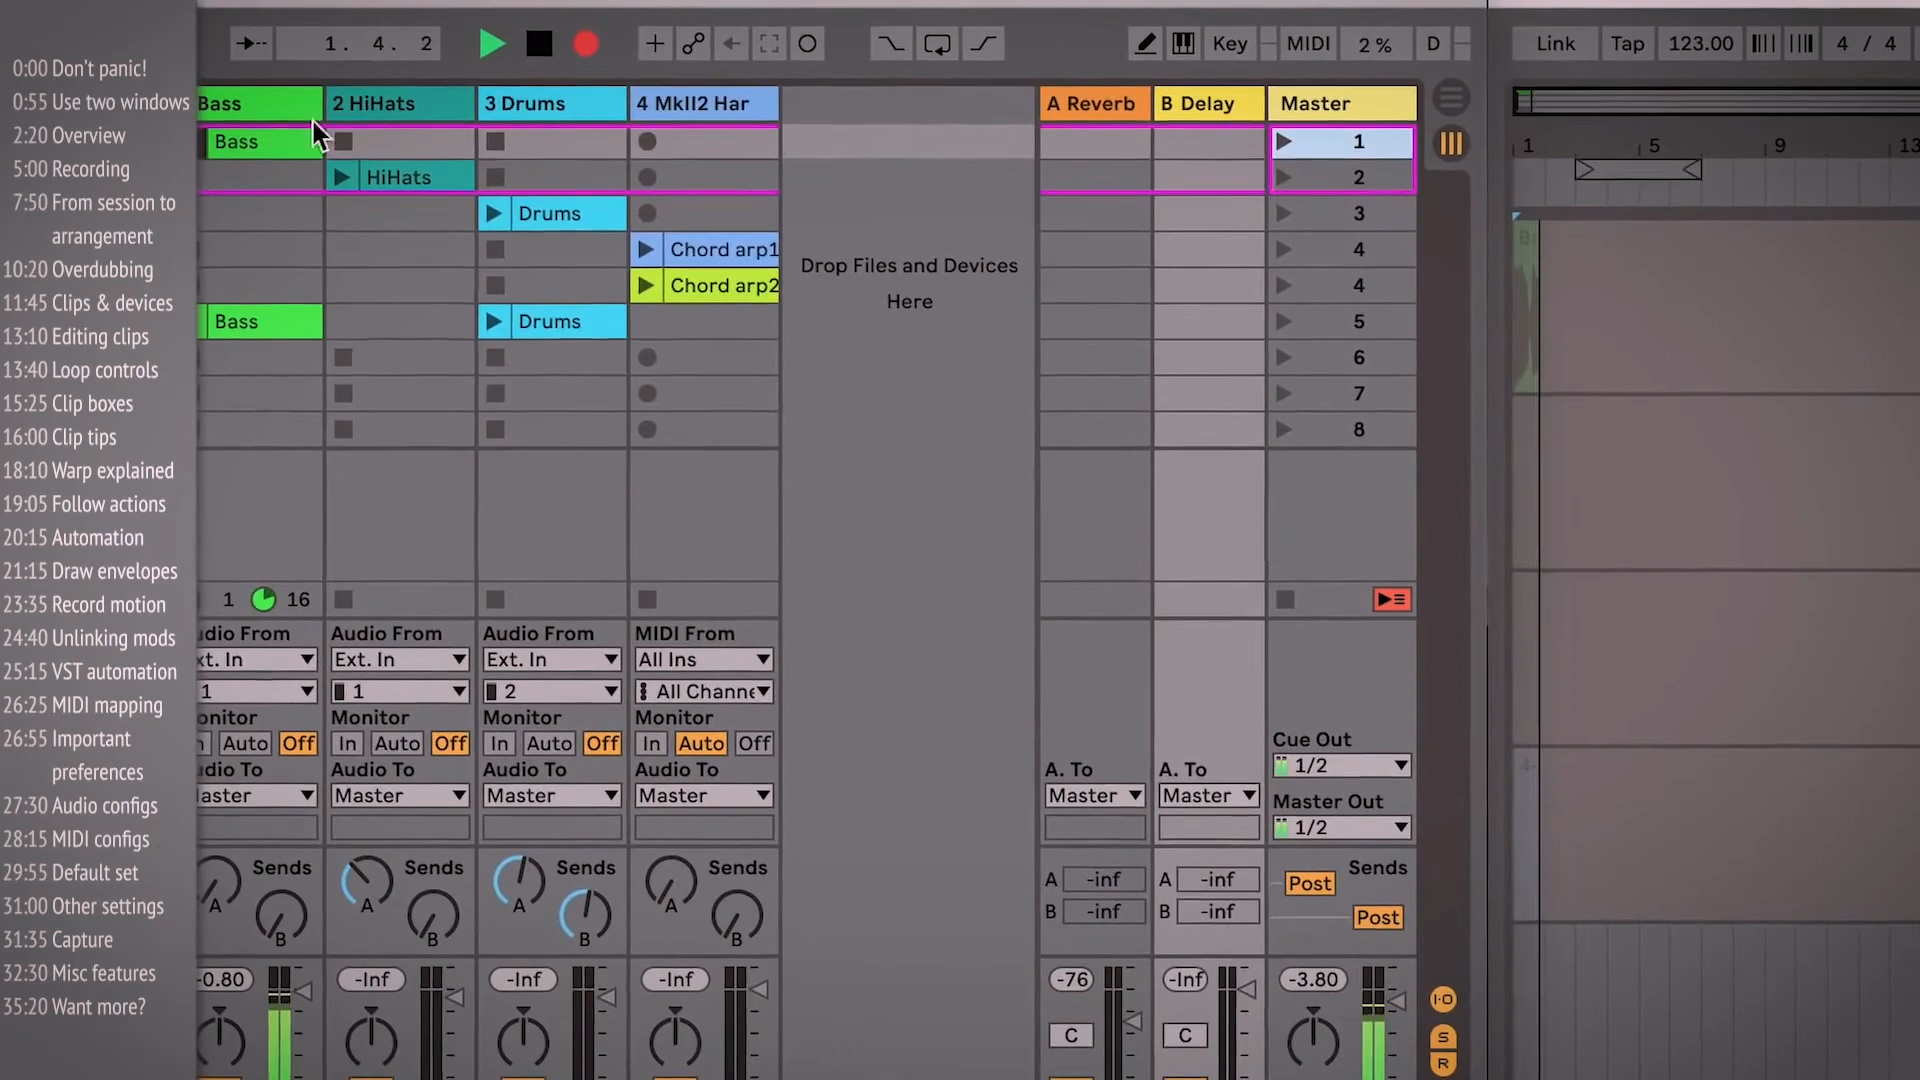 1. 4. 2
Key
MIDI
2 %
D
Link
Tap
123.00
4 / 4
0:00 Don't panic!
0:55 Use two windows
2:20 Overview
5:00 Recording
7:50 From session to
arrangement
10:20 Overdubbing
11:45 Clips & devices
13:10 Editing clips
13:40 Loop controls
15:25 Clip boxes
16:00 Clip tips
18:10 Warp explained
19:05 Follow actions
20:15 Automation
21:15 Draw envelopes
23:35 Record motion
24:40 Unlinking mods
25:15 VST automation
26:25 MIDI mapping
26:55 Important
preferences
27:30 Audio configs
28:15 MIDI configs
29:55 Default set
31:00 Other settings
31:35 Capture
32:30 Misc features
35:20 Want more?
Bass
2 HiHats
3 Drums
4 MkII2 Har
A Reverb
B Delay
Master
Bass
1
HiHats
2
Drums
3
Chord arp1
4
Chord arp2
4
Bass
Drums
5
6
7
8
Drop Files and Devices
Here
1 5 9 13
1 16
udio From
Audio From
Audio From
MIDI From
xt. In
Ext. In
Ext. In
All Ins
1
1
2
All Channe
onitor
Monitor
Monitor
Monitor
n Auto Off
In Auto Off
In Auto Off
In Auto Off
udio To
Audio To
Audio To
Audio To
A. To
A. To
Cue Out
1/2
laster
Master
Master
Master
Master
Master
Master Out
1/2
Sends
A
B
Sends
A
B
Sends
A
B
Sends
A
B
A -inf
B -inf
A -inf
B -inf
Sends
Post
Post
-0.80
-Inf
-Inf
-Inf
-76
-Inf
-3.80
C
C
I·O
S
R